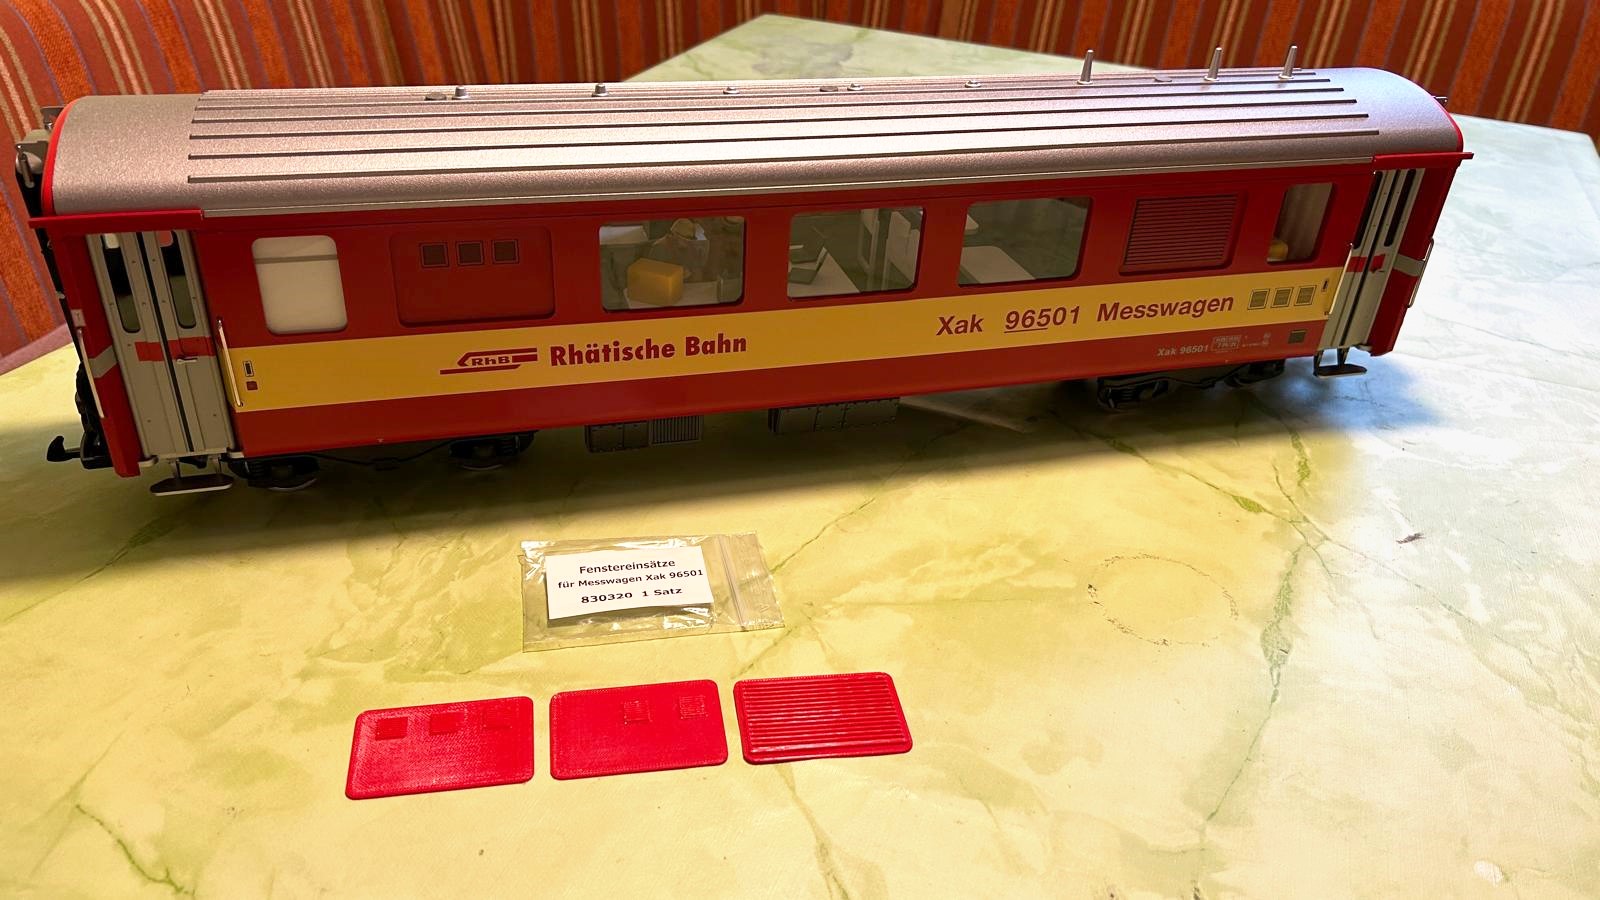 RhB Rhätische Bahn
Xak 96501 Messwagen
Xak 96501
Fenstereinsätze
für Messwagen Xak 96501
830320 1 Satz